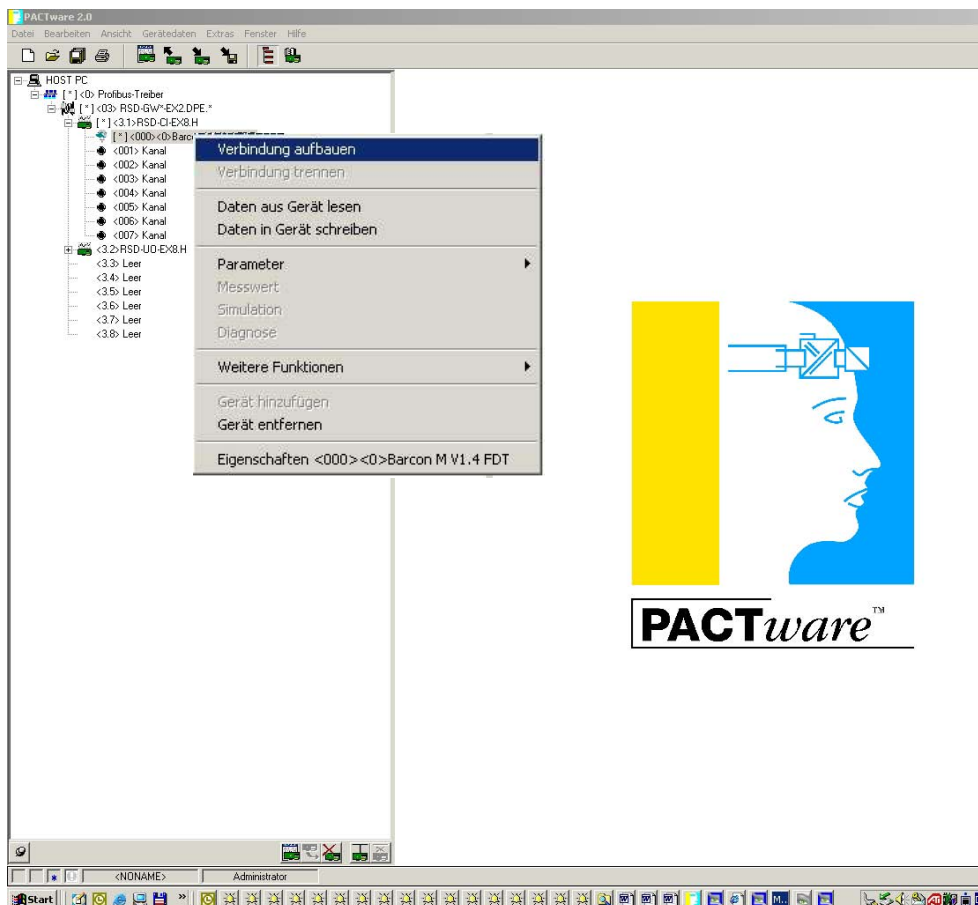 PACTware 2.0
Datei Bearbeiten Ansicht Gerätedaten Extras Fenster Hilfe
HOST PC
[*]<0> Profibus-Treiber
[*]<03> RSD-GW*-EX2.DPE.*
[*]<3.1>RSD-CI-EX8.H
[*]<000><0>Barco
<001> Kanal
<002> Kanal
<003> Kanal
<004> Kanal
<005> Kanal
<006> Kanal
<007> Kanal
<3.2>RSD-UO-EX8.H
<3.3> Leer
<3.4> Leer
<3.5> Leer
<3.6> Leer
<3.7> Leer
<3.8> Leer
Verbindung aufbauen
Verbindung trennen
Daten aus Gerät lesen
Daten in Gerät schreiben
Parameter
Messwert
Simulation
Diagnose
Weitere Funktionen
Gerät hinzufügen
Gerät entfernen
Eigenschaften <000><0>Barcon M V1.4 FDT
PACTware™
<NONAME> Administrator
Start
M..